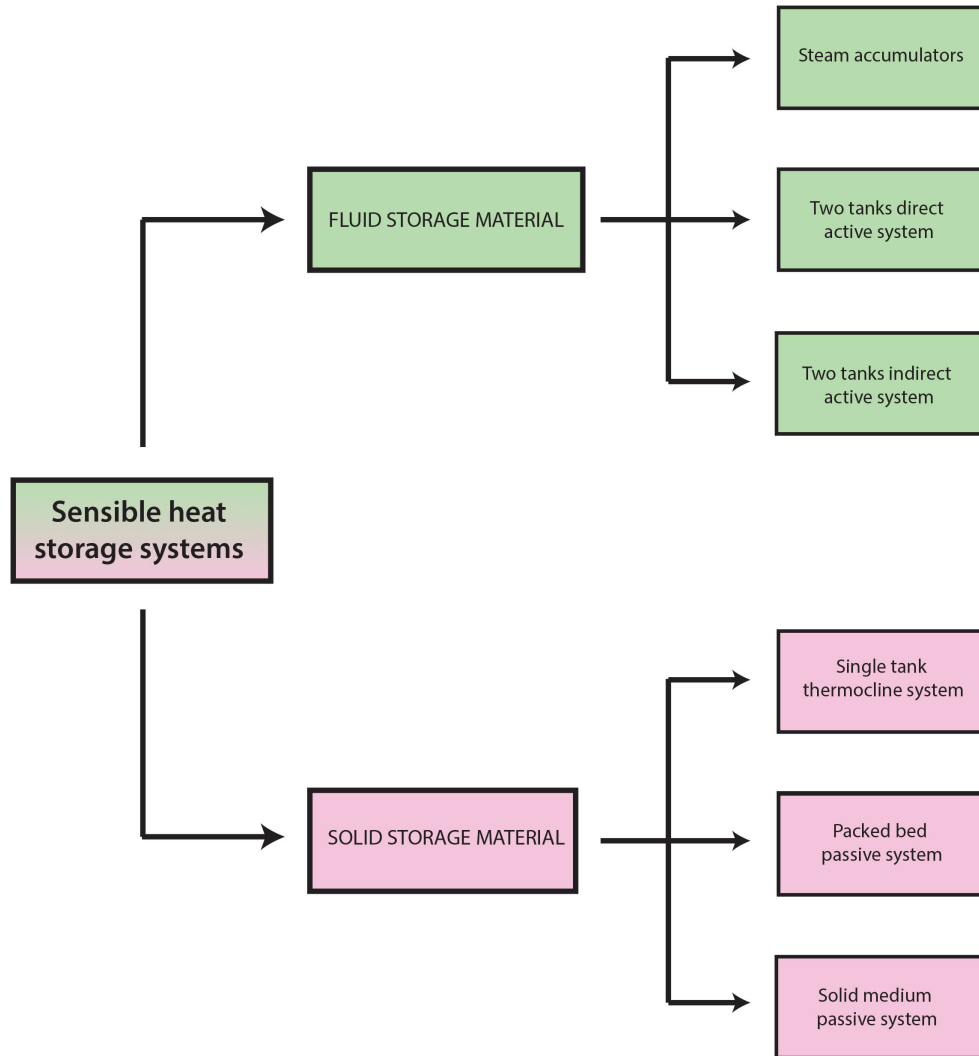 Steam accumulators
FLUID STORAGE MATERIAL
Two tanks direct
active system
Two tanks indirect
active system
Sensible heat
storage systems
Single tank
thermocline system
SOLID STORAGE MATERIAL
Packed bed
passive system
Solid medium
passive system